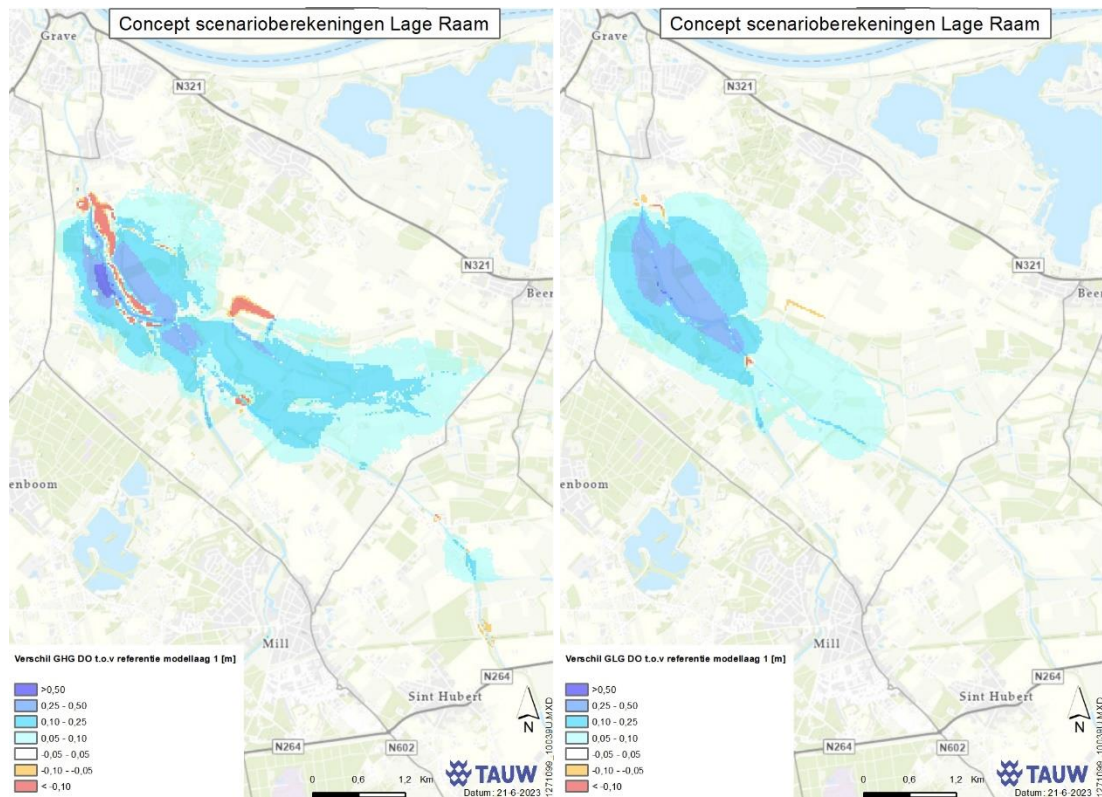 Concept scenarioberekeningen Lage Raam
Grave
N321
N321
Beer
enboom
Mill
Verschil GHG DO t.o.v referentie modellaag 1 [m]
>0,50
0,25 - 0,50
0,10 - 0,25
0,05 - 0,10
-0,05 - 0,05
-0,10 - -0,05
< -0,10
N264
Sint Hubert
N264
N602
N
0 0,6 1,2 Km
TAUW
Datum : 21-6-2023
1271099_10039U.MXD
Concept scenarioberekeningen Lage Raam
Grave
N321
N321
Beer
enboom
Mill
Verschil GLG DO t.o.v referentie modellaag 1 [m]
>0,50
0,25 - 0,50
0,10 - 0,25
0,05 - 0,10
-0,05 - 0,05
-0,10 - -0,05
< -0,10
N264
Sint Hubert
N264
N602
N
0 0,6 1,2 Km
TAUW
Datum : 21-6-2023
1271099_10039U.MXD